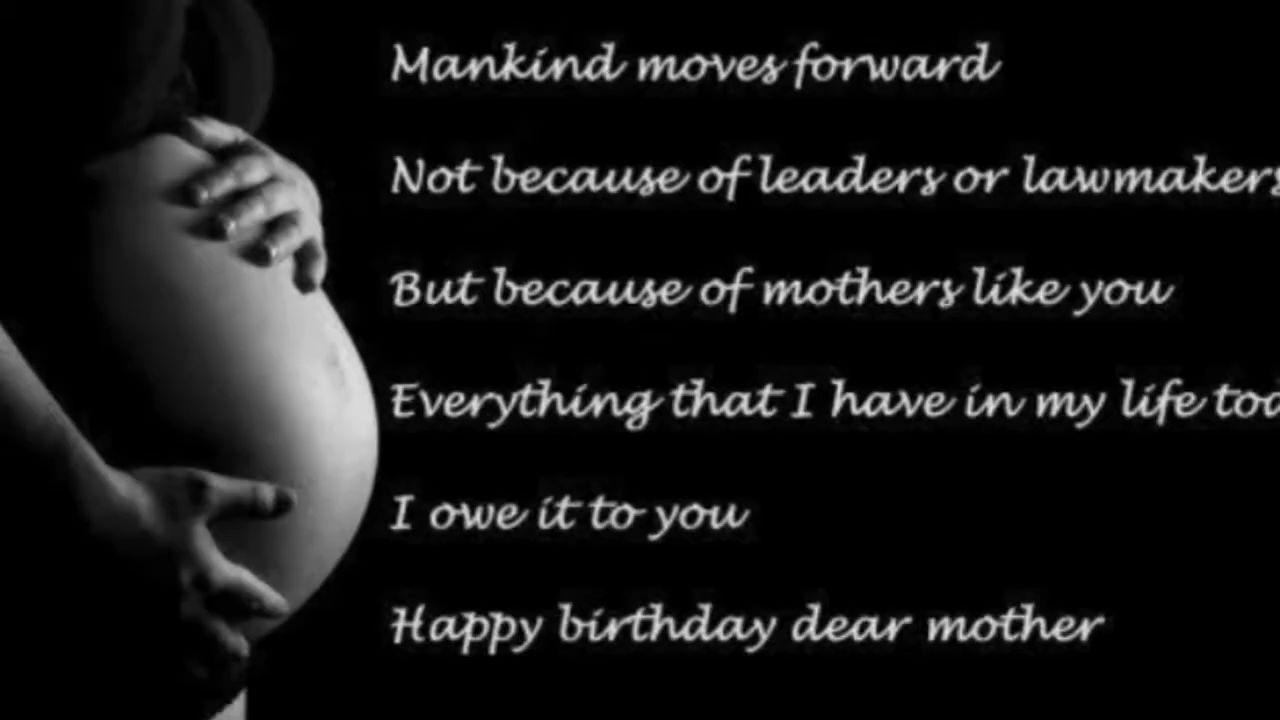 Mankind moves forward
Not because of leaders or lawmakers
But because of mothers like you
Everything that I have in my life
I owe it to you
Happy birthday dear mother